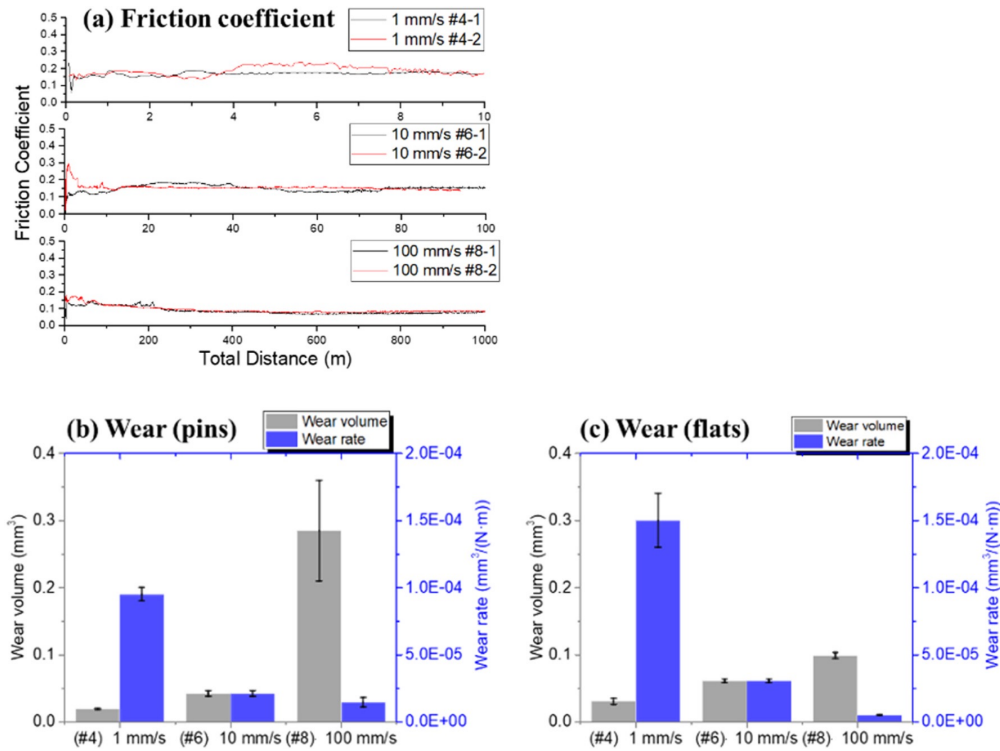 (a) Friction coefficient
1 mm/s #4-1
1 mm/s #4-2
0.5
0.4
0.3
0.2
0.1
0.0
0 2 4 6 8 10
10 mm/s #6-1
10 mm/s #6-2
0.5
0.4
0.3
0.2
0.1
0.0
0 20 40 60 80 100
100 mm/s #8-1
100 mm/s #8-2
0.5
0.4
0.3
0.2
0.1
0.0
0 200 400 600 800 1000
Friction Coefficient
Total Distance (m)
(b) Wear (pins)
Wear volume
Wear rate
0.4
0.3
0.2
0.1
0.0
Wear volume (mm³)
2.0E-04
1.5E-04
1.0E-04
5.0E-05
0.0E+00
Wear rate (mm³/(N·m)
(#4) 1 mm/s (#6) 10 mm/s (#8) 100 mm/s
(c) Wear (flats)
Wear volume
Wear rate
0.4
0.3
0.2
0.1
0.0
Wear volume (mm³)
2.0E-04
1.5E-04
1.0E-04
5.0E-05
0.0E+00
Wear rate (mm³/(N·m)
(#4) 1 mm/s (#6) 10 mm/s (#8) 100 mm/s